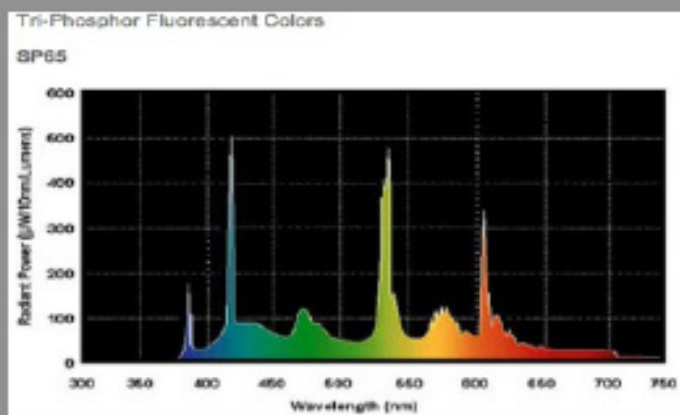 Tri-Phosphor Fluorescent Colors
SP65
600
500
400
300
200
100
0
Radiant Power (µW/10nm/Lumens)
300 350 400 450 500 550 600 650 700 750
Wavelength (nm)